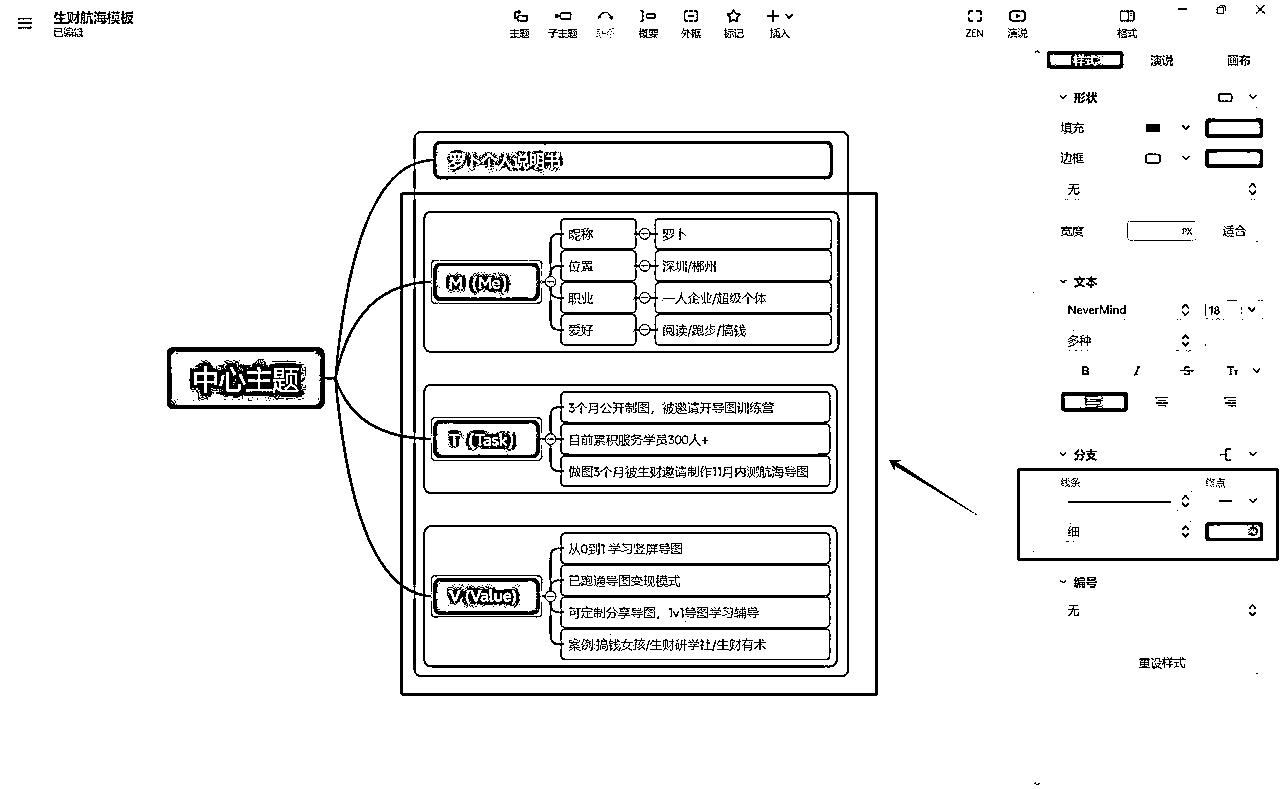 生财航海模板
已编辑
主题
子主题
概要
外框
标记
插入
ZEN
演说
格式
样式
演说
画布
形状
填充
边框
无
宽度
PX
适合
文本
NeverMind
18
多种
B
I
S
Tт
分支
线条
终点
细
编号
无
重设样式
中心主题
罗卜个人说明书
M (Me)
昵称
罗卜
位置
深圳/郴州
职业
一人企业/超级个体
爱好
阅读/跑步/搞钱
T (Task)
3个月公开制图，被邀请开导图训练营
目前累积服务学员300人+
做图3个月被生财邀请制作11月内测航海导图
V (Value)
从0到1学习竖屏导图
已跑通导图变现模式
可定制分享导图，1v1导图学习辅导
案例:搞钱女孩/生财研学社/生财有术